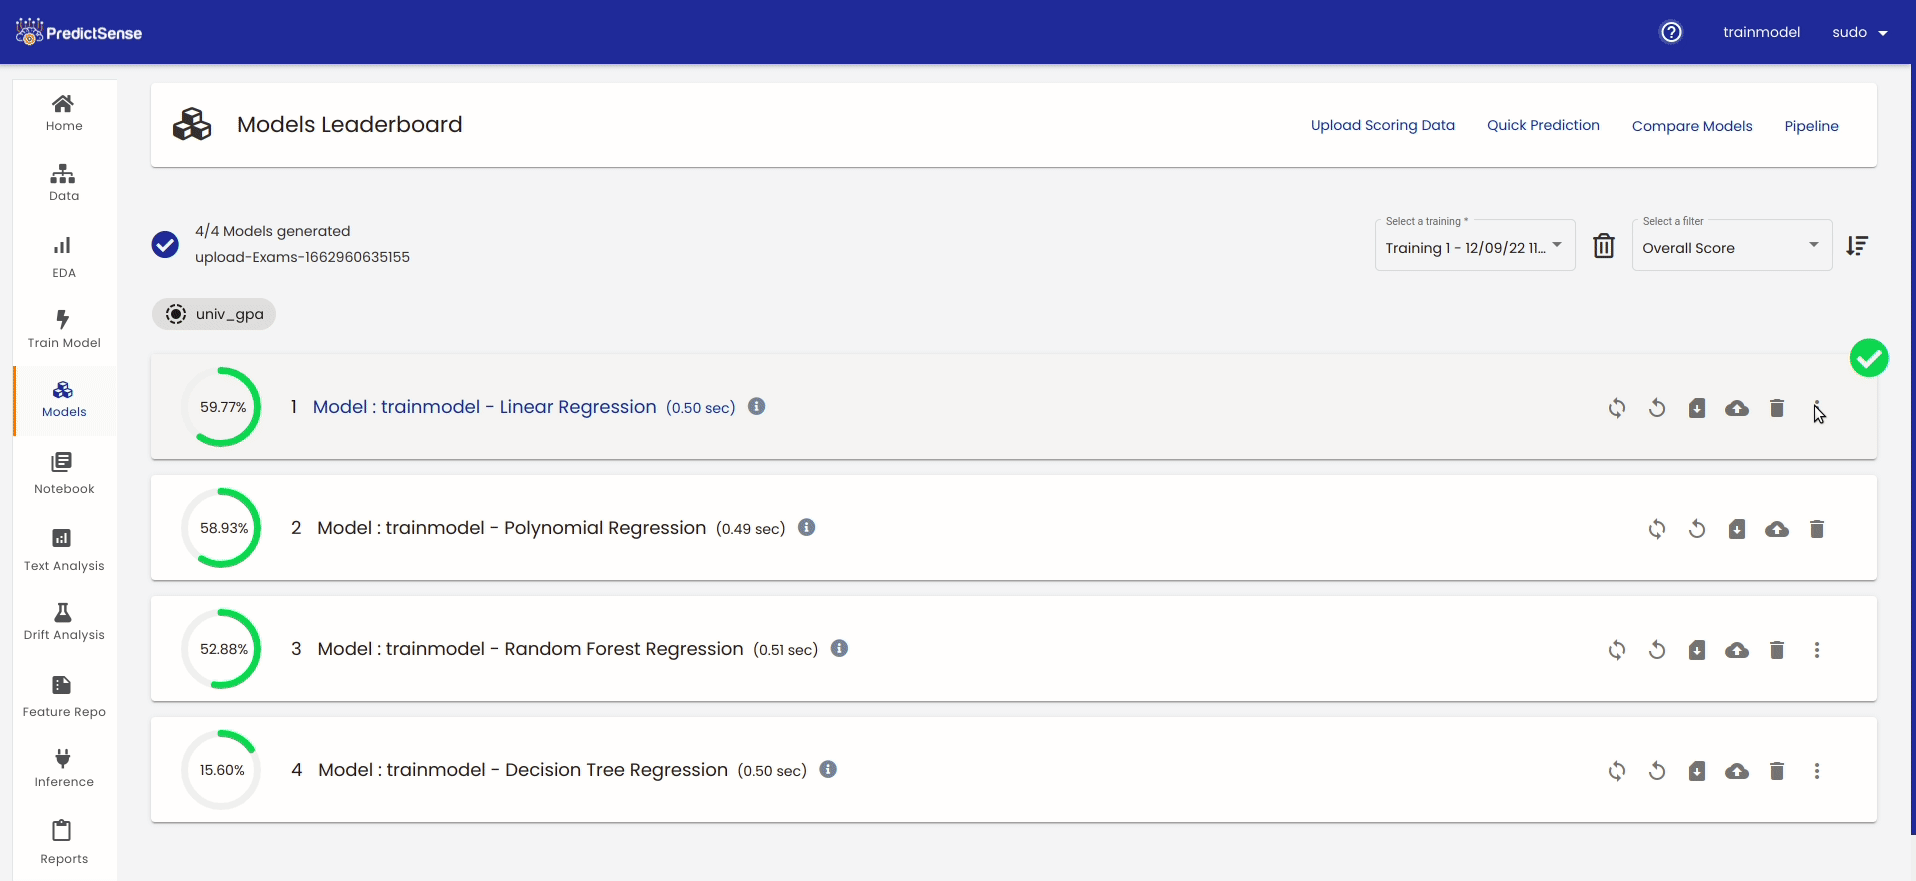 PredictSense
trainmodel
sudo
Home
Data
EDA
Train Model
Models
Notebook
Text Analysis
Drift Analysis
Feature Repo
Inference
Reports
Models Leaderboard
Upload Scoring Data
Quick Prediction
Compare Models
Pipeline
4/4 Models generated
upload-Exams-1662960635155
Select a training *
Training 1 - 12/09/22 11...
Select a filter
Overall Score
univ_gpa
59.77% 1 Model : trainmodel - Linear Regression (0.50 sec)
58.93% 2 Model : trainmodel - Polynomial Regression (0.49 sec)
52.88% 3 Model : trainmodel - Random Forest Regression (0.51 sec)
15.60% 4 Model : trainmodel - Decision Tree Regression (0.50 sec)